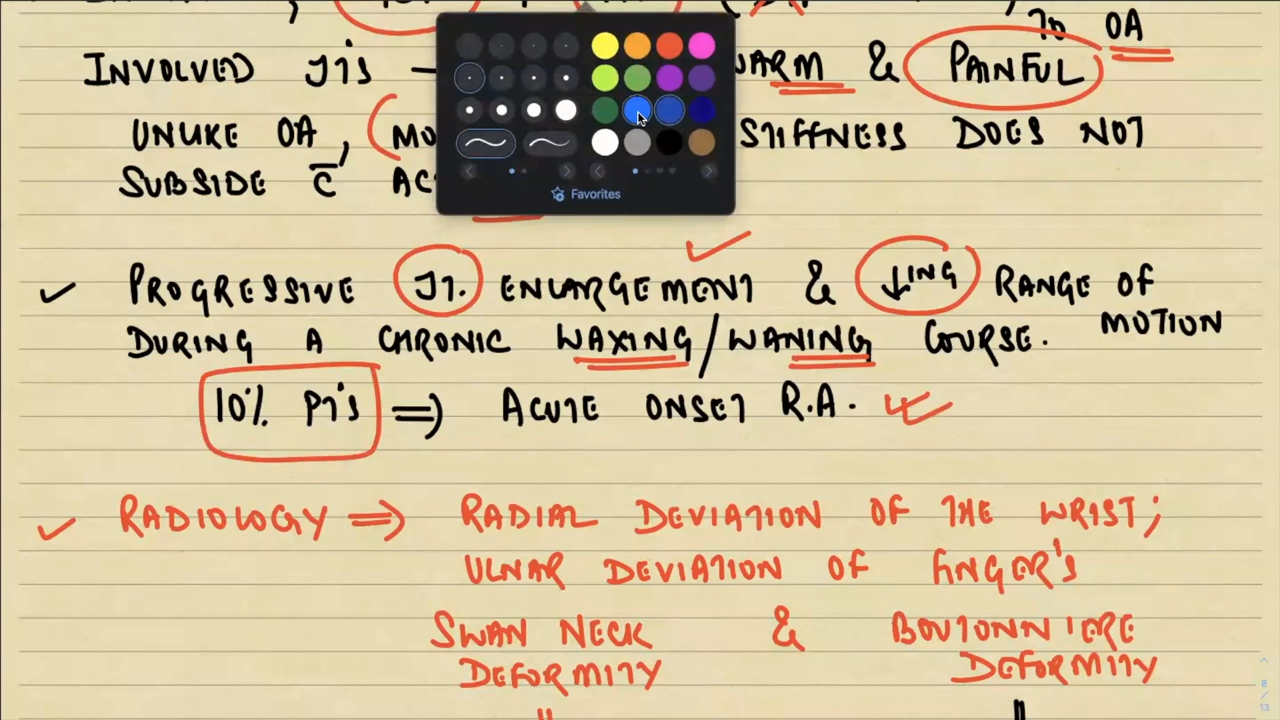 TO OA
INVOLVED JTS – WARM & PAINFUL
UNLIKE OA, STIFFNESS DOES NOT
SUBSIDE C̄
Favorites
✓ PROGRESSIVE JT. ENLARGEMENT & ↓ING RANGE OF MOTION
DURING A CHRONIC WAXING/WANING COURSE.
10% PT'S ⇒ ACUTE ONSET R.A.
✓ RADIOLOGY ⇒ RADIAL DEVIATION OF THE WRIST;
ULNAR DEVIATION OF FINGER'S
SWAN NECK DEFORMITY & BOUTONNIERE DEFORMITY
8
/
13